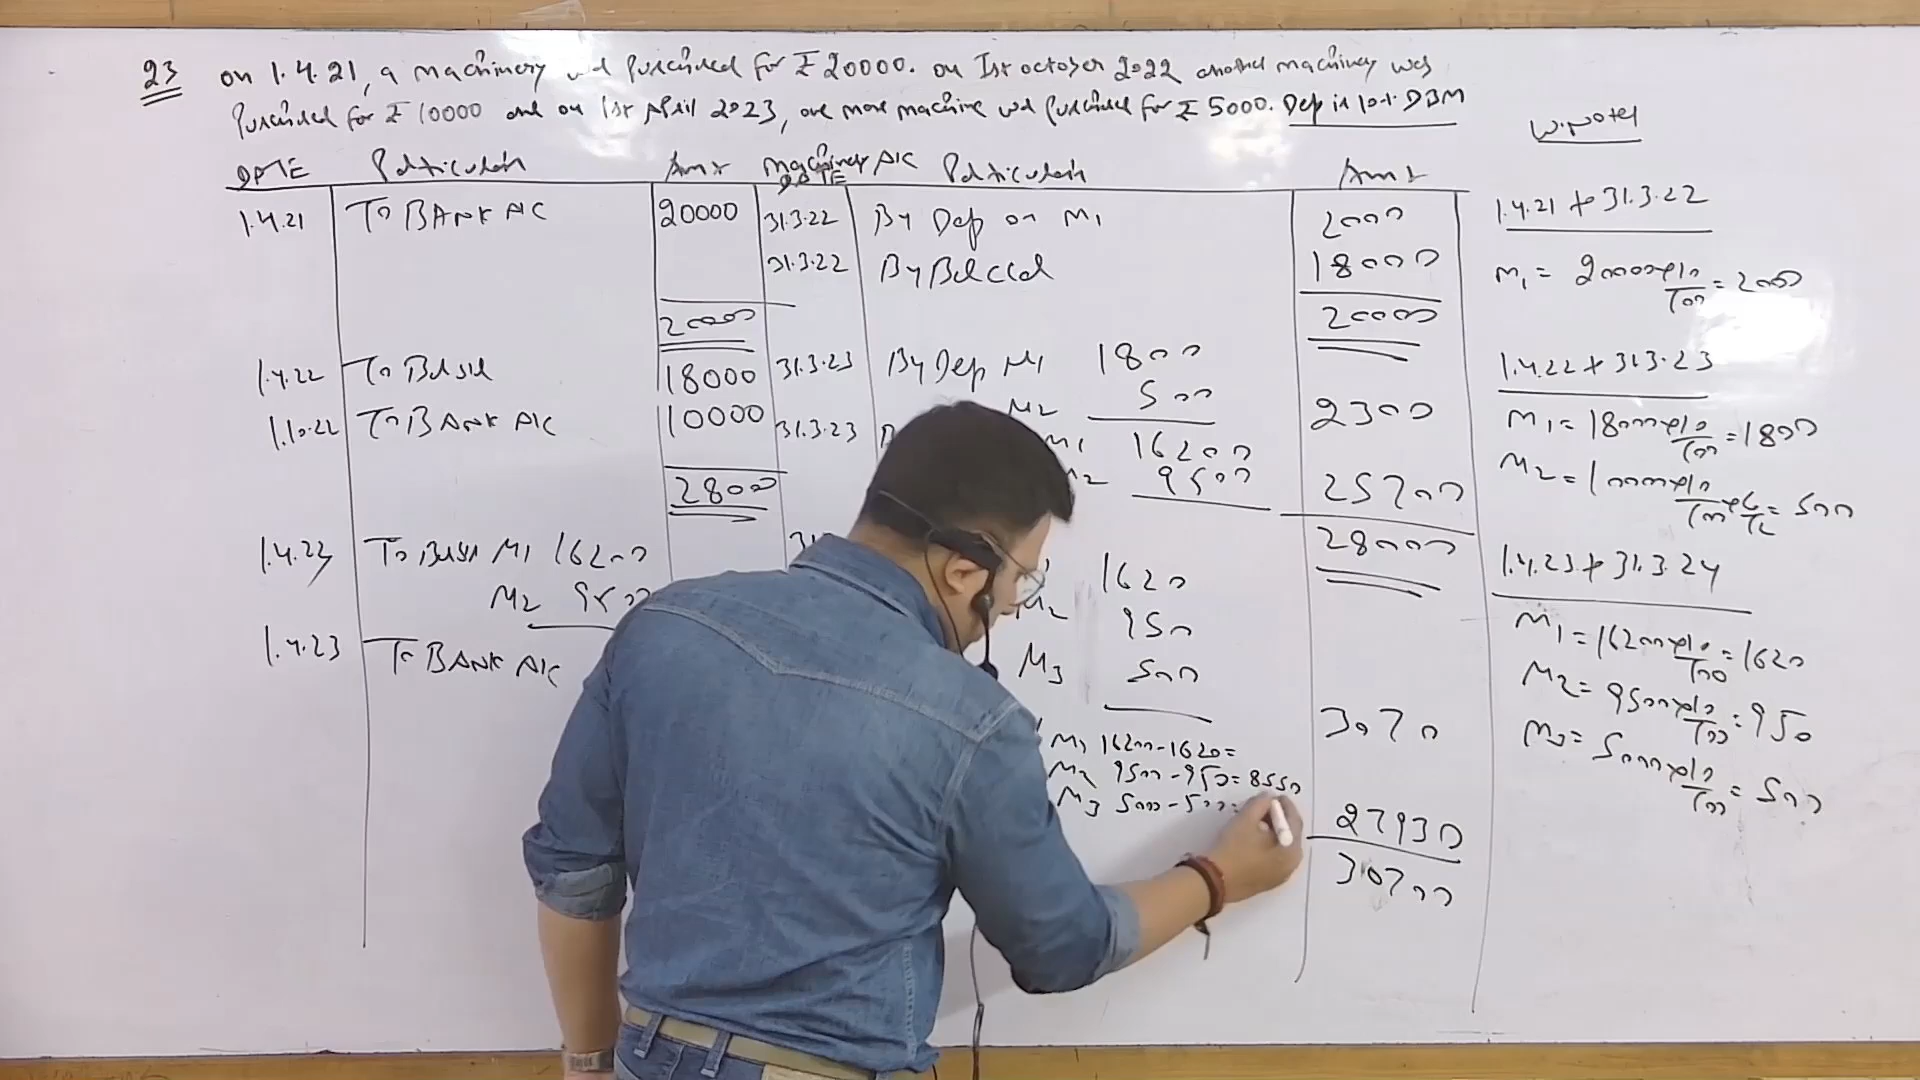 23 on 1.4.21, a machinery wd purchased for ₹ 20000. on 1st october 2022 another machinery was
purchased for ₹ 10000 and on 1st April 2023, one more machine wd purchased for ₹ 5000. Dep is 10% DBM
W.Notes
DATE Particulars Amt Machinery A/C DATE Particulars Amt
1.4.21 To BANK A/C 20000 31.3.22 By Dep on M1 2000
31.3.22 By Bal c/d 18000
20000 20000
1.4.22 To Bal b/d 18000 31.3.23 By Dep M1 1800
M2 500 2300
1.10.22 To BANK A/C 10000 31.3.23 M1 16200
9500 25700
28000 28000
1.4.23 To Bal b/d M1 16200 1620
M2 9500 M2 950
1.4.23 To BANK A/C M3 500
3070
M1 16200-1620=
M2 9500-950=8550
M3 500-500=
27930
30700
1.4.21 to 31.3.22
M1 = 20000×10/100 = 2000
1.4.22 to 31.3.23
M1 = 18000×10/100 = 1800
M2 = 10000×10/100×6/12 = 500
1.4.23 to 31.3.24
M1 = 16200×10/100 = 1620
M2 = 9500×10/100 = 950
M3 = 5000×10/100 = 500